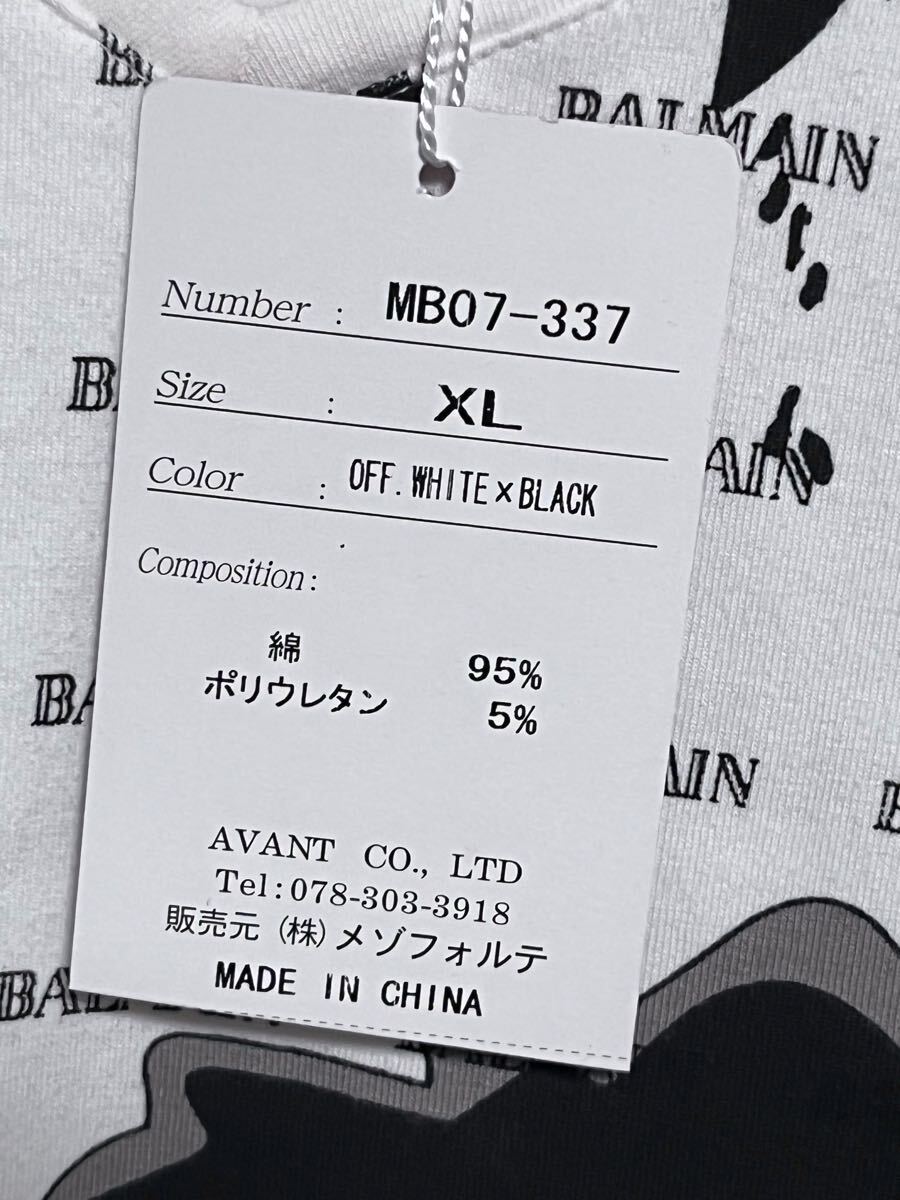 BALMAIN
Number : MB07-337
Size : XL
Color : OFF.WHITE×BLACK
Composition:
綿 95%
ポリウレタン 5%
AVANT CO., LTD
Tel:078-303-3918
販売元 (株)メゾフォルテ
MADE IN CHINA